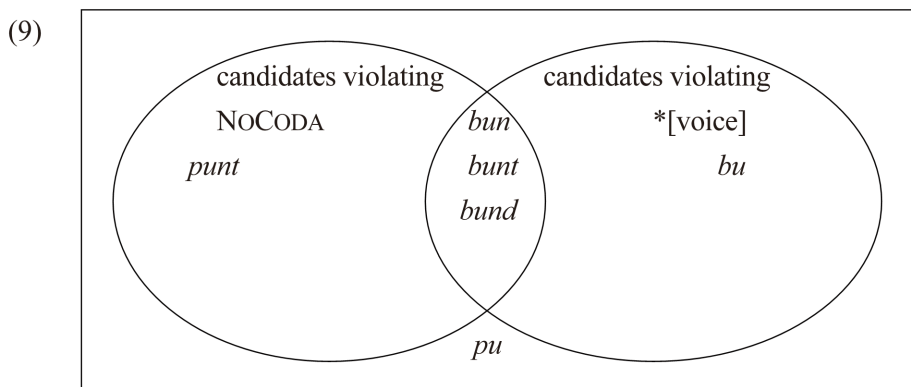 (9)
candidates violating candidates violating
NOCODA bun *[voice]
punt bunt bu
bund
pu